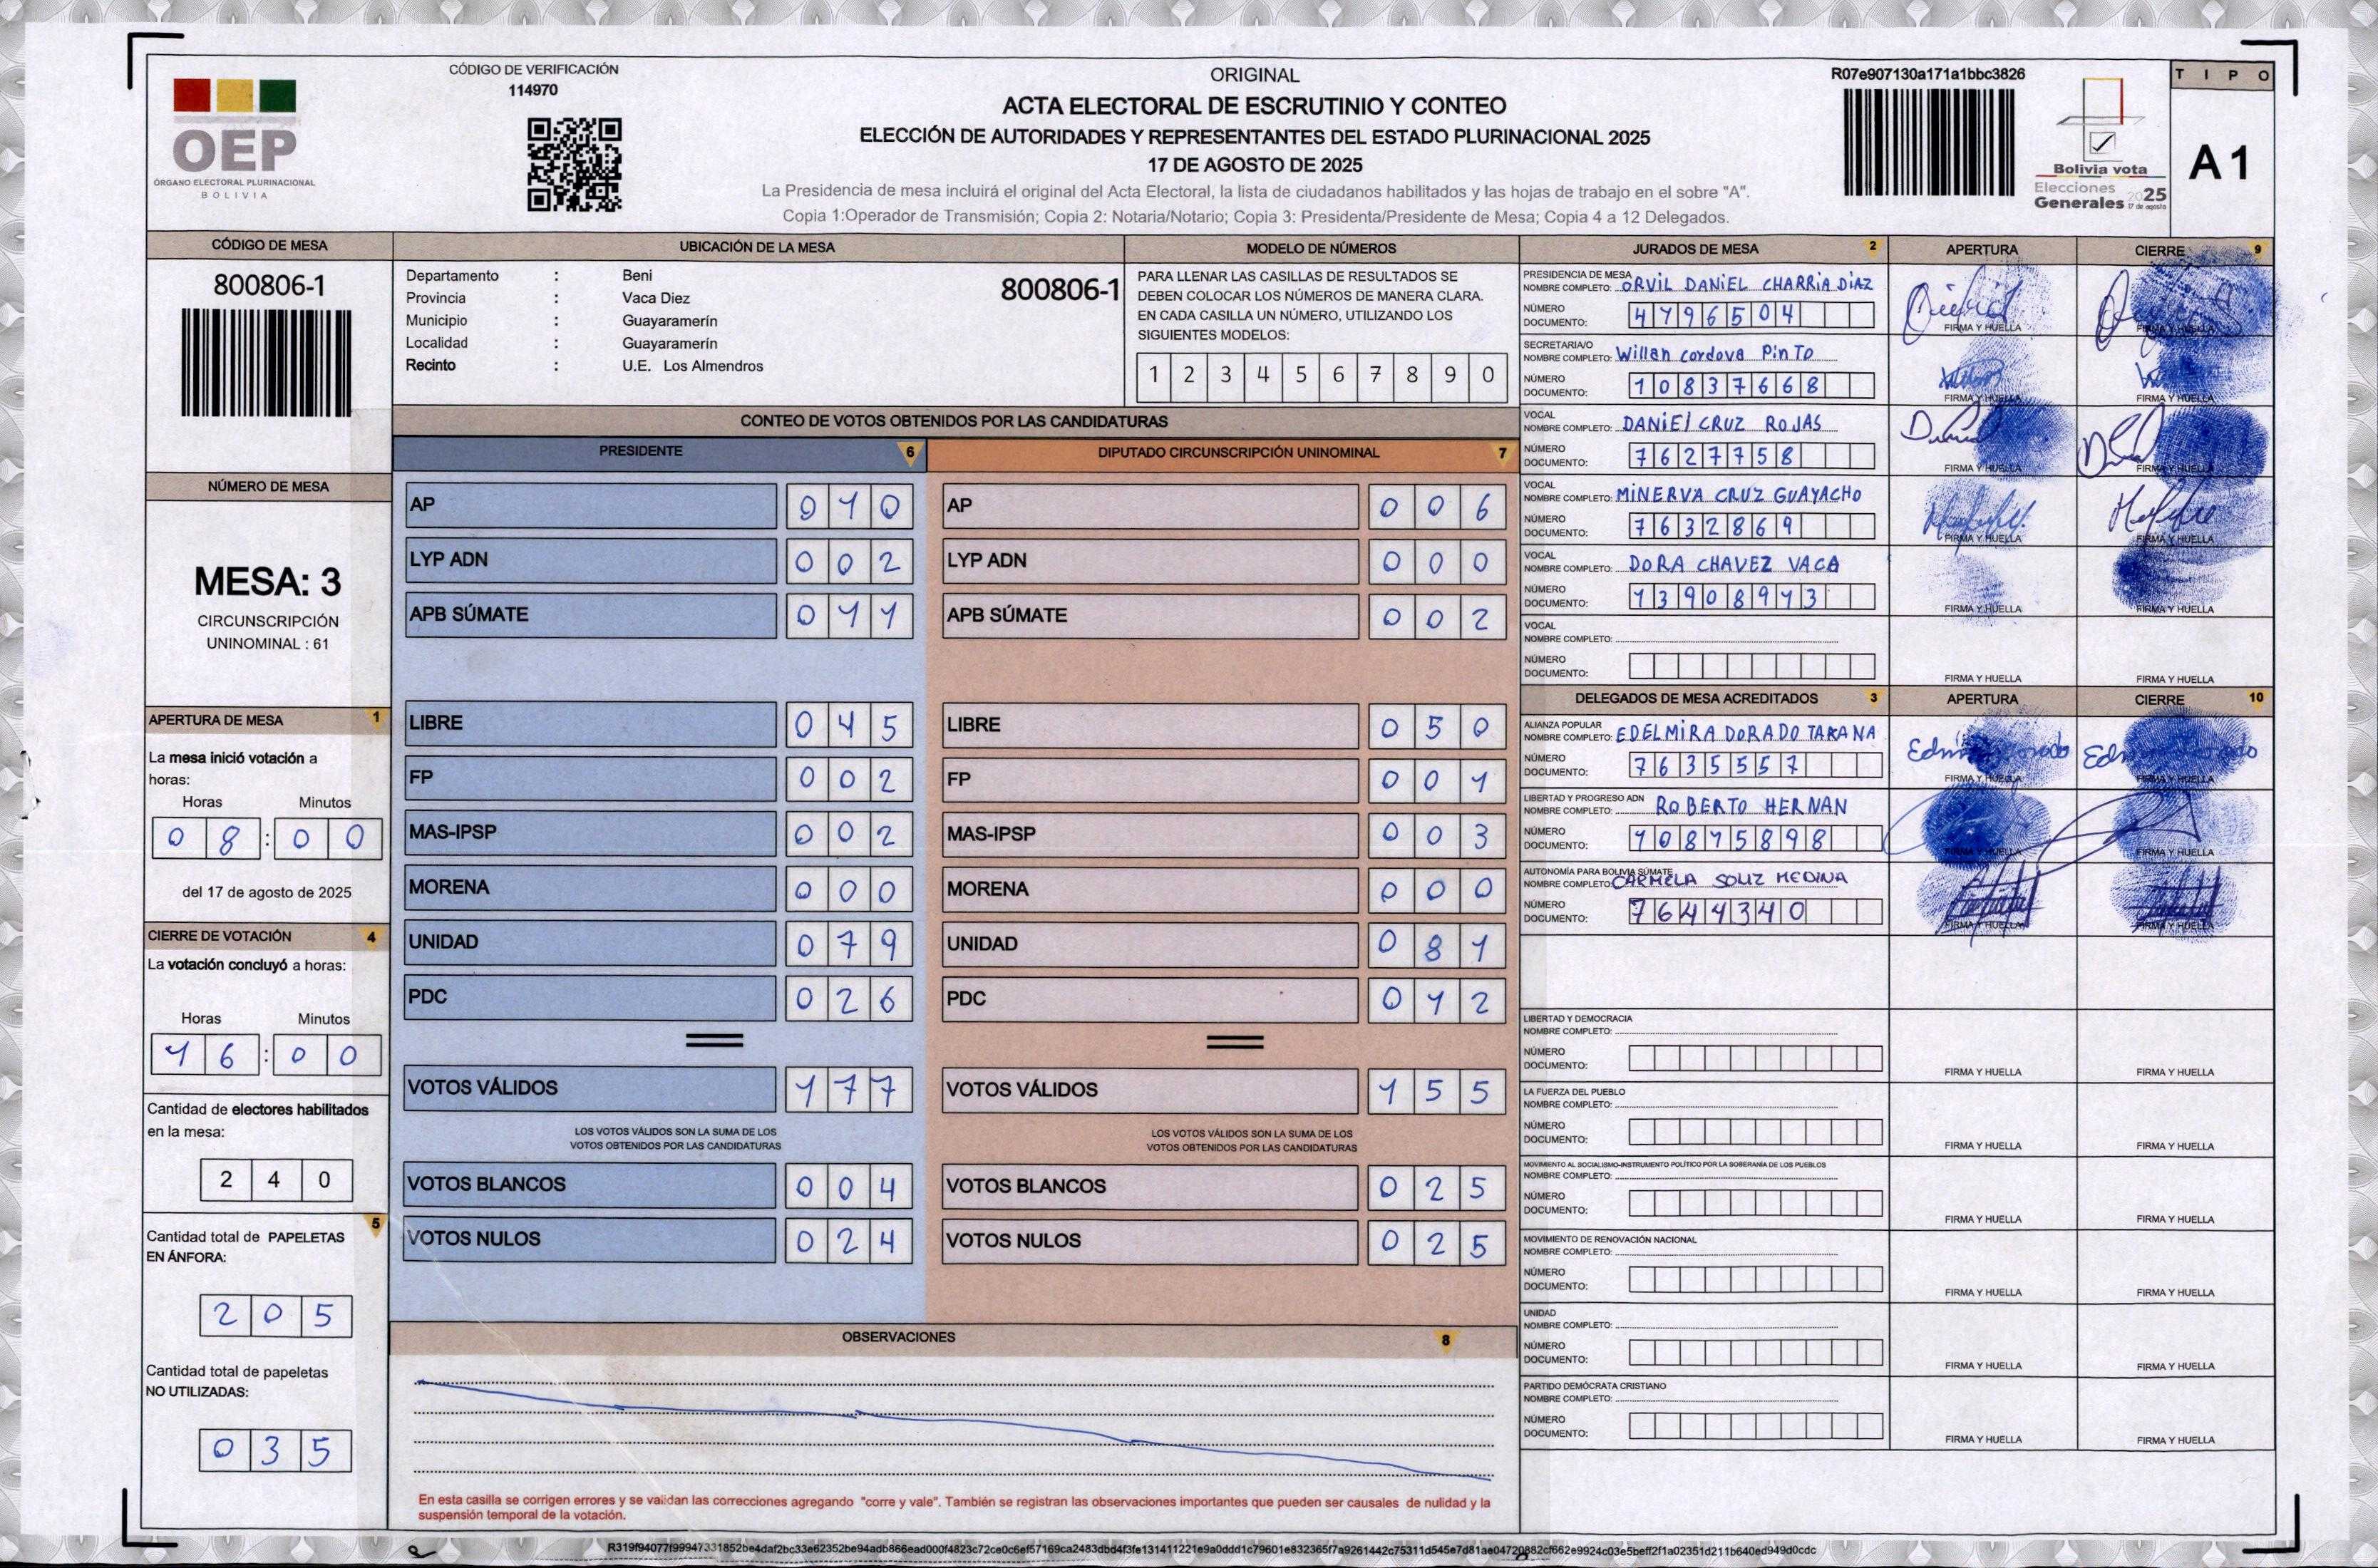 CÓDIGO DE VERIFICACIÓN
114970
OEP
ÓRGANO ELECTORAL PLURINACIONAL
BOLIVIA
ORIGINAL
ACTA ELECTORAL DE ESCRUTINIO Y CONTEO
ELECCIÓN DE AUTORIDADES Y REPRESENTANTES DEL ESTADO PLURINACIONAL 2025
17 DE AGOSTO DE 2025
La Presidencia de mesa incluirá el original del Acta Electoral, la lista de ciudadanos habilitados y las hojas de trabajo en el sobre "A".
Copia 1:Operador de Transmisión; Copia 2: Notaria/Notario; Copia 3: Presidenta/Presidente de Mesa; Copia 4 a 12 Delegados.
R07e907130a171a1bbc3826
Bolivia vota
Elecciones
Generales 2025
17 de agosto
TIPO
A 1
CÓDIGO DE MESA
800806-1
NÚMERO DE MESA
MESA: 3
CIRCUNSCRIPCIÓN
UNINOMINAL : 61
APERTURA DE MESA 1
La mesa inició votación a
horas:
Horas Minutos
0 8 : 0 0
del 17 de agosto de 2025
CIERRE DE VOTACIÓN 4
La votación concluyó a horas:
Horas Minutos
1 6 : 0 0
Cantidad de electores habilitados
en la mesa:
2 4 0
5
Cantidad total de PAPELETAS
EN ÁNFORA:
2 0 5
Cantidad total de papeletas
NO UTILIZADAS:
0 3 5
UBICACIÓN DE LA MESA
Departamento : Beni
800806-1
Provincia : Vaca Diez
Municipio : Guayaramerín
Localidad : Guayaramerín
Recinto : U.E. Los Almendros
MODELO DE NÚMEROS
PARA LLENAR LAS CASILLAS DE RESULTADOS SE
DEBEN COLOCAR LOS NÚMEROS DE MANERA CLARA.
EN CADA CASILLA UN NÚMERO, UTILIZANDO LOS
SIGUIENTES MODELOS:
1 2 3 4 5 6 7 8 9 0
CONTEO DE VOTOS OBTENIDOS POR LAS CANDIDATURAS
PRESIDENTE 6 DIPUTADO CIRCUNSCRIPCIÓN UNINOMINAL 7
AP 0 1 0 AP 0 0 6
LYP ADN 0 0 2 LYP ADN 0 0 0
APB SÚMATE 0 1 1 APB SÚMATE 0 0 2
LIBRE 0 4 5 LIBRE 0 5 0
FP 0 0 2 FP 0 0 1
MAS-IPSP 0 0 2 MAS-IPSP 0 0 3
MORENA 0 0 0 MORENA 0 0 0
UNIDAD 0 7 9 UNIDAD 0 8 1
PDC 0 2 6 PDC 0 1 2
VOTOS VÁLIDOS 1 7 7 VOTOS VÁLIDOS 1 5 5
LOS VOTOS VÁLIDOS SON LA SUMA DE LOS LOS VOTOS VÁLIDOS SON LA SUMA DE LOS
VOTOS OBTENIDOS POR LAS CANDIDATURAS VOTOS OBTENIDOS POR LAS CANDIDATURAS
VOTOS BLANCOS 0 0 4 VOTOS BLANCOS 0 2 5
VOTOS NULOS 0 2 4 VOTOS NULOS 0 2 5
OBSERVACIONES 8
En esta casilla se corrigen errores y se validan las correcciones agregando "corre y vale". También se registran las observaciones importantes que pueden ser causales de nulidad y la
suspensión temporal de la votación.
JURADOS DE MESA 2 APERTURA CIERRE 9
PRESIDENCIA DE MESA
NOMBRE COMPLETO: ORVIL DANIEL CHARRIA DIAZ
NÚMERO
DOCUMENTO: 4796504
FIRMA Y HUELLA FIRMA Y HUELLA
SECRETARIA/O
NOMBRE COMPLETO: Willan cordova Pinto
NÚMERO
DOCUMENTO: 10837668
FIRMA Y HUELLA FIRMA Y HUELLA
VOCAL
NOMBRE COMPLETO: DANIEl CRUZ ROJAS
NÚMERO
DOCUMENTO: 7627758
FIRMA Y HUELLA FIRMA Y HUELLA
VOCAL
NOMBRE COMPLETO: MINERVA CRUZ GUAYACHO
NÚMERO
DOCUMENTO: 7632869
FIRMA Y HUELLA FIRMA Y HUELLA
VOCAL
NOMBRE COMPLETO: DORA CHAVEZ VACA
NÚMERO
DOCUMENTO: 13908913
FIRMA Y HUELLA FIRMA Y HUELLA
VOCAL
NOMBRE COMPLETO:
NÚMERO
DOCUMENTO:
FIRMA Y HUELLA FIRMA Y HUELLA
DELEGADOS DE MESA ACREDITADOS 3 APERTURA CIERRE 10
ALIANZA POPULAR
NOMBRE COMPLETO: EDELMIRA DORADO TAKANA
NÚMERO
DOCUMENTO: 7635557
FIRMA Y HUELLA FIRMA Y HUELLA
LIBERTAD Y PROGRESO ADN
NOMBRE COMPLETO: ROBERTO HERNAN
NÚMERO
DOCUMENTO: 10875898
FIRMA Y HUELLA FIRMA Y HUELLA
AUTONOMÍA PARA BOLIVIA SÚMATE
NOMBRE COMPLETO: CARMELA SOLIZ MEDINA
NÚMERO
DOCUMENTO: 7644340
FIRMA Y HUELLA FIRMA Y HUELLA
LIBERTAD Y DEMOCRACIA
NOMBRE COMPLETO:
NÚMERO
DOCUMENTO:
FIRMA Y HUELLA FIRMA Y HUELLA
LA FUERZA DEL PUEBLO
NOMBRE COMPLETO:
NÚMERO
DOCUMENTO:
FIRMA Y HUELLA FIRMA Y HUELLA
MOVIMIENTO AL SOCIALISMO-INSTRUMENTO POLÍTICO POR LA SOBERANÍA DE LOS PUEBLOS
NOMBRE COMPLETO:
NÚMERO
DOCUMENTO:
FIRMA Y HUELLA FIRMA Y HUELLA
MOVIMIENTO DE RENOVACIÓN NACIONAL
NOMBRE COMPLETO:
NÚMERO
DOCUMENTO:
FIRMA Y HUELLA FIRMA Y HUELLA
UNIDAD
NOMBRE COMPLETO:
NÚMERO
DOCUMENTO:
FIRMA Y HUELLA FIRMA Y HUELLA
PARTIDO DEMÓCRATA CRISTIANO
NOMBRE COMPLETO:
NÚMERO
DOCUMENTO:
FIRMA Y HUELLA FIRMA Y HUELLA